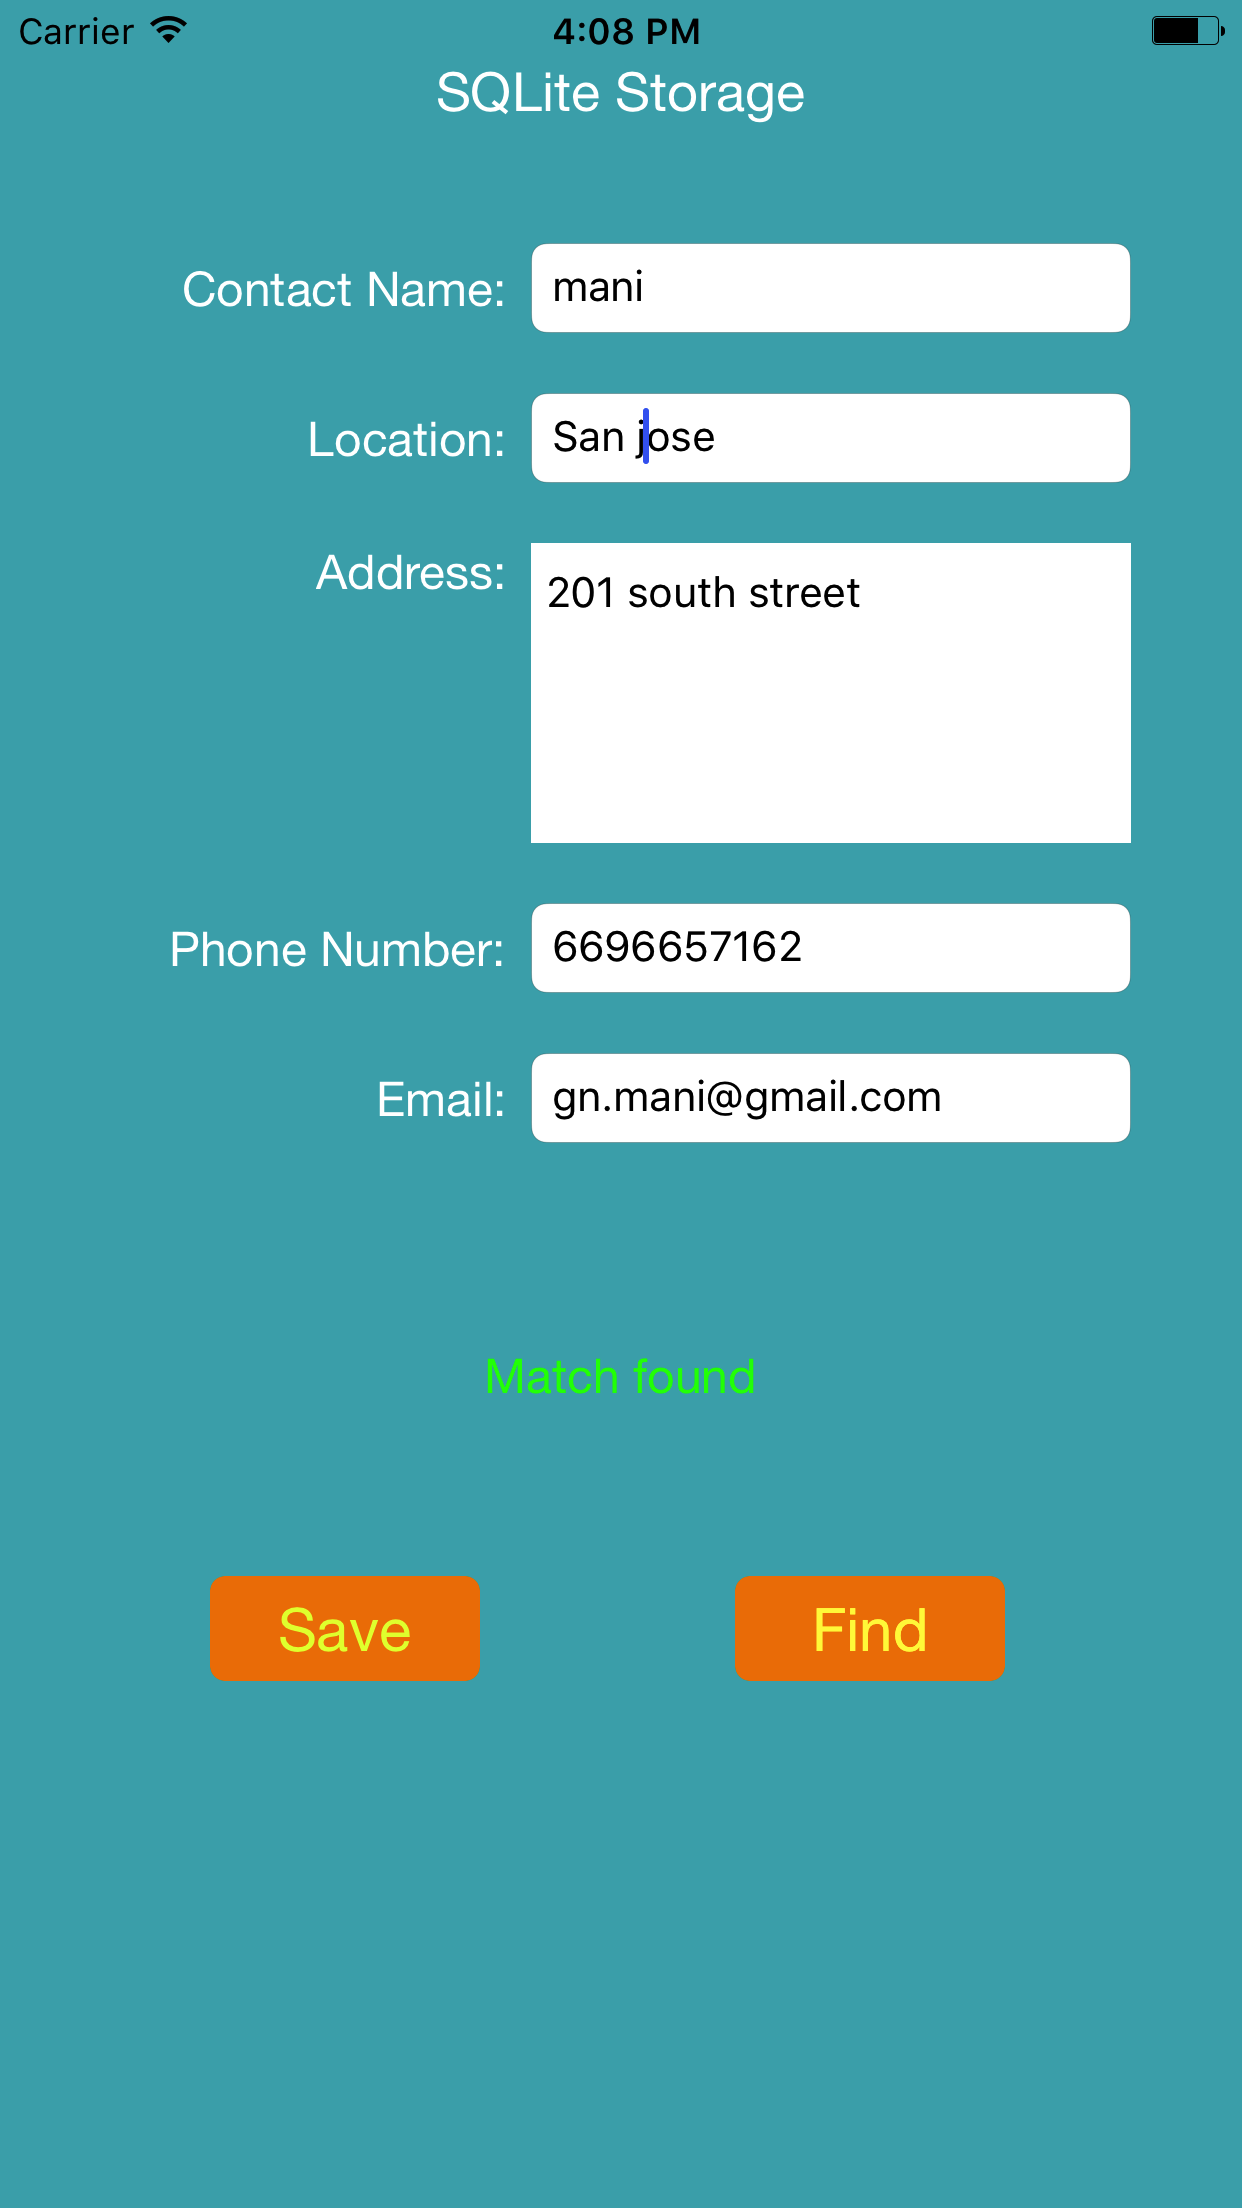 Carrier 4:08 PM
SQLite Storage
Contact Name: mani
Location: San jose
Address: 201 south street
Phone Number: 6696657162
Email: gn.mani@gmail.com
Match found
Save Find